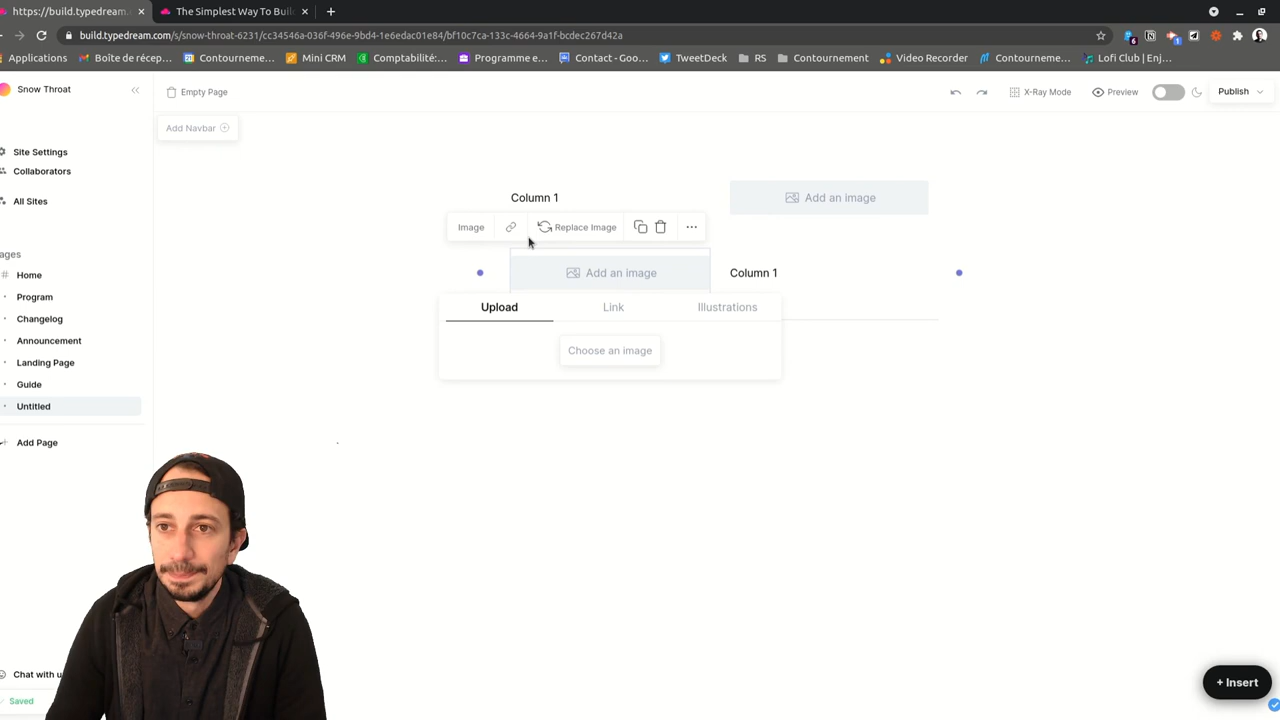 https://build.typedream.co
The Simplest Way To Buil
build.typedream.com/s/snow-throat-6231/cc34546a-036f-496e-9bd4-1e6edac01e84/bf10c7ca-133c-4664-9a1f-bcdec267d42a
Applications
Boîte de récep...
Contourneme...
Mini CRM
Comptabilité:...
Programme e...
Contact - Goo...
TweetDeck
RS
Contournement
Video Recorder
Contourneme...
Lofi Club | Enj...
Snow Throat
Empty Page
X-Ray Mode
Preview
Publish
Add Navbar
Site Settings
Collaborators
All Sites
ages
Home
Program
Changelog
Announcement
Landing Page
Guide
Untitled
Add Page
Column 1
Add an image
Image
Replace Image
Add an image
Column 1
Upload
Link
Illustrations
Choose an image
Chat with u
Saved
+ Insert